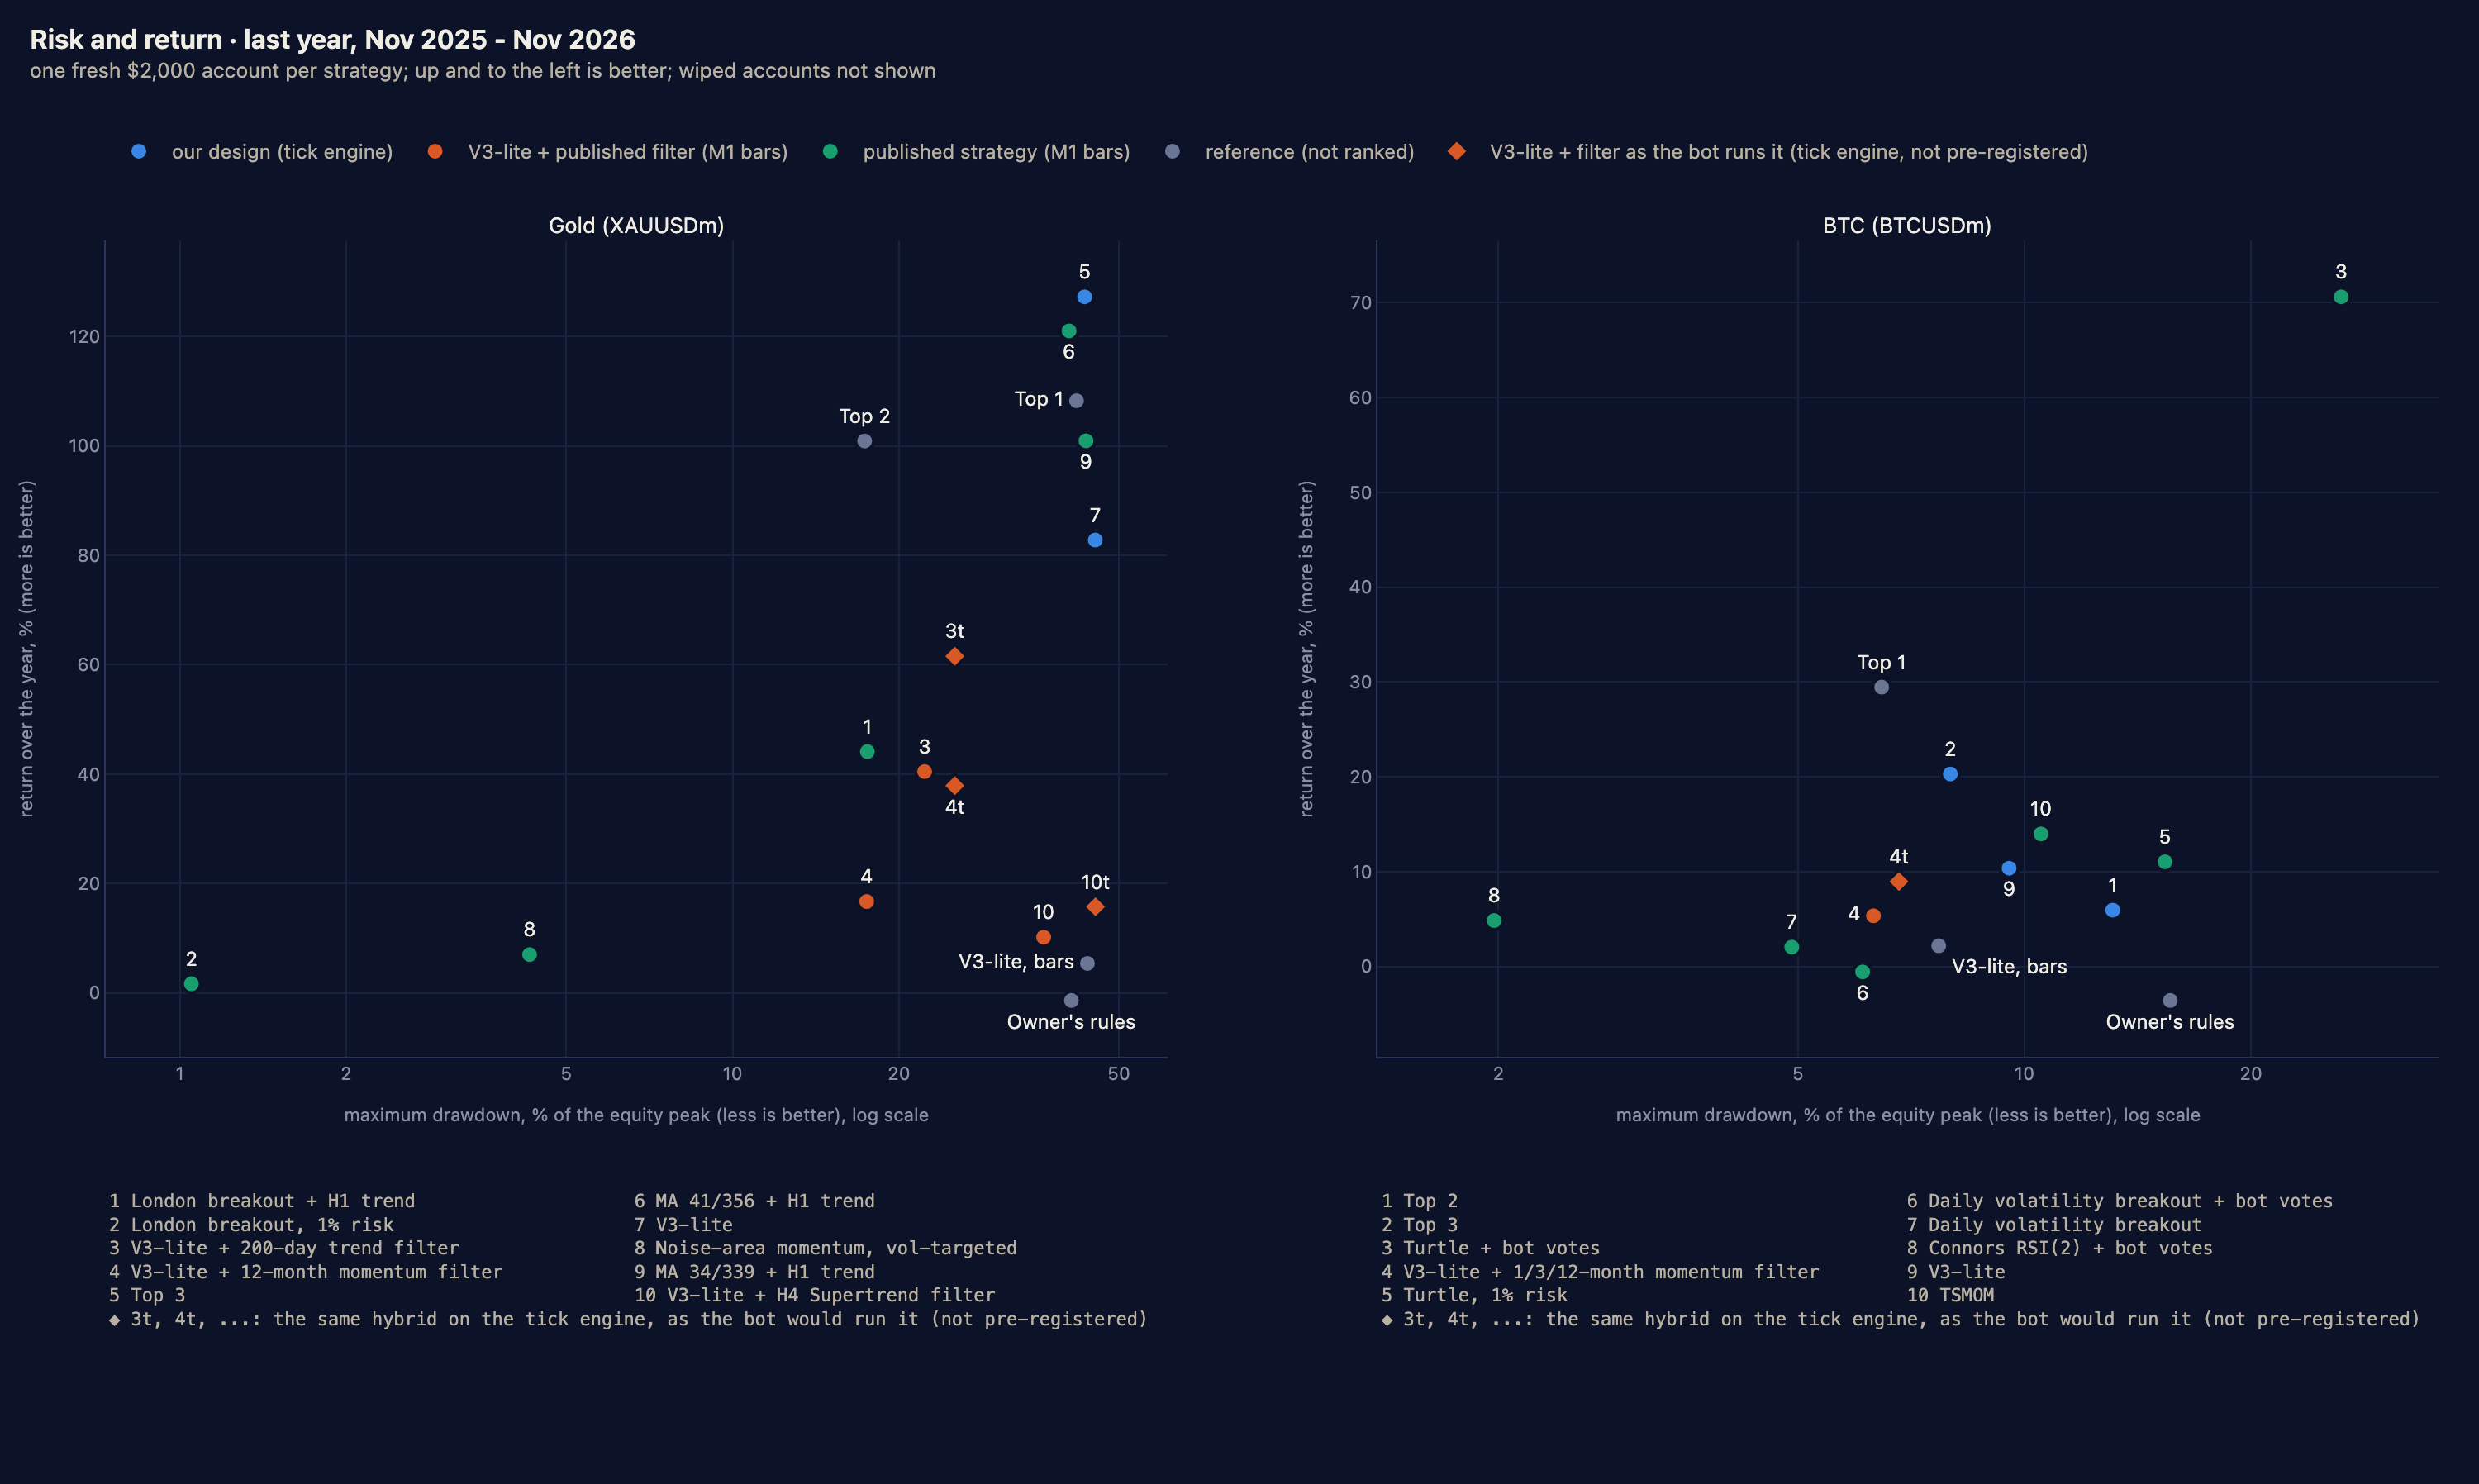 Risk and return · last year, Nov 2025 - Nov 2026
one fresh $2,000 account per strategy; up and to the left is better; wiped accounts not shown
our design (tick engine)
V3-lite + published filter (M1 bars)
published strategy (M1 bars)
reference (not ranked)
V3-lite + filter as the bot runs it (tick engine, not pre-registered)
Gold (XAUUSDm)
return over the year, % (more is better)
120
100
80
60
40
20
0
5
6
Top 1
Top 2
9
7
3t
1
3
4t
4
10t
10
8
V3-lite, bars
2
Owner's rules
1
2
5
10
20
50
maximum drawdown, % of the equity peak (less is better), log scale
1 London breakout + H1 trend
2 London breakout, 1% risk
3 V3-lite + 200-day trend filter
4 V3-lite + 12-month momentum filter
5 Top 3
6 MA 41/356 + H1 trend
7 V3-lite
8 Noise-area momentum, vol-targeted
9 MA 34/339 + H1 trend
10 V3-lite + H4 Supertrend filter
◆ 3t, 4t, ...: the same hybrid on the tick engine, as the bot would run it (not pre-registered)
BTC (BTCUSDm)
return over the year, % (more is better)
70
60
50
40
30
20
10
0
3
Top 1
2
10
5
4t
9
1
8
4
7
V3-lite, bars
6
Owner's rules
2
5
10
20
maximum drawdown, % of the equity peak (less is better), log scale
1 Top 2
2 Top 3
3 Turtle + bot votes
4 V3-lite + 1/3/12-month momentum filter
5 Turtle, 1% risk
6 Daily volatility breakout + bot votes
7 Daily volatility breakout
8 Connors RSI(2) + bot votes
9 V3-lite
10 TSMOM
◆ 3t, 4t, ...: the same hybrid on the tick engine, as the bot would run it (not pre-registered)